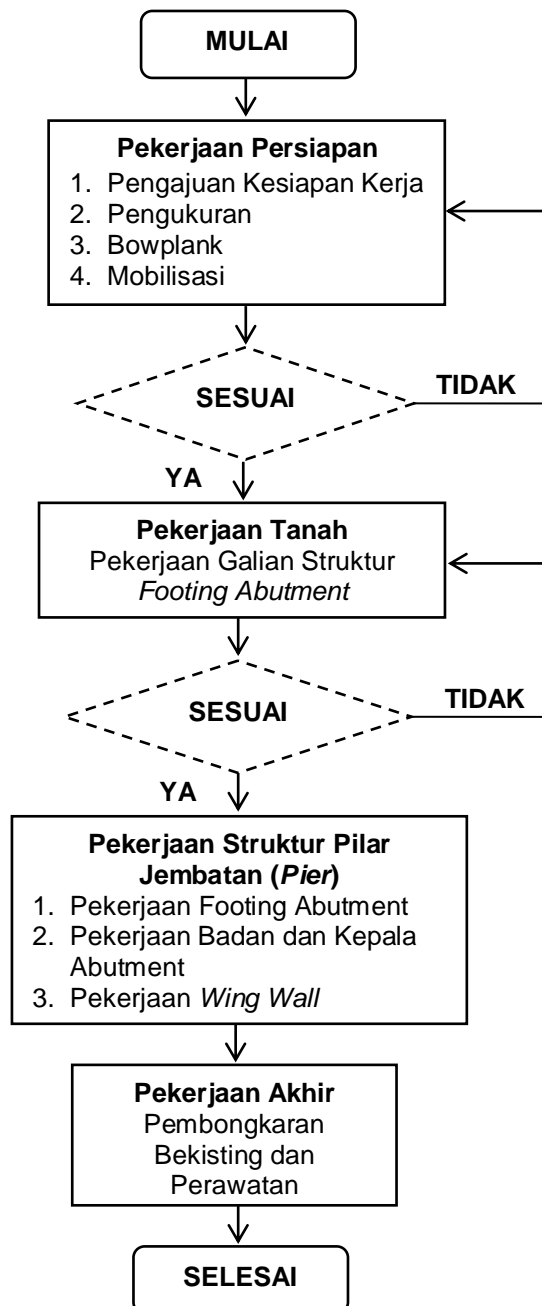 MULAI
Pekerjaan Persiapan
1. Pengajuan Kesiapan Kerja
2. Pengukuran
3. Bowplank
4. Mobilisasi
SESUAI
TIDAK
YA
Pekerjaan Tanah
Pekerjaan Galian Struktur
Footing Abutment
SESUAI
TIDAK
YA
Pekerjaan Struktur Pilar
Jembatan (Pier)
1. Pekerjaan Footing Abutment
2. Pekerjaan Badan dan Kepala
Abutment
3. Pekerjaan Wing Wall
Pekerjaan Akhir
Pembongkaran
Bekisting dan
Perawatan
SELESAI